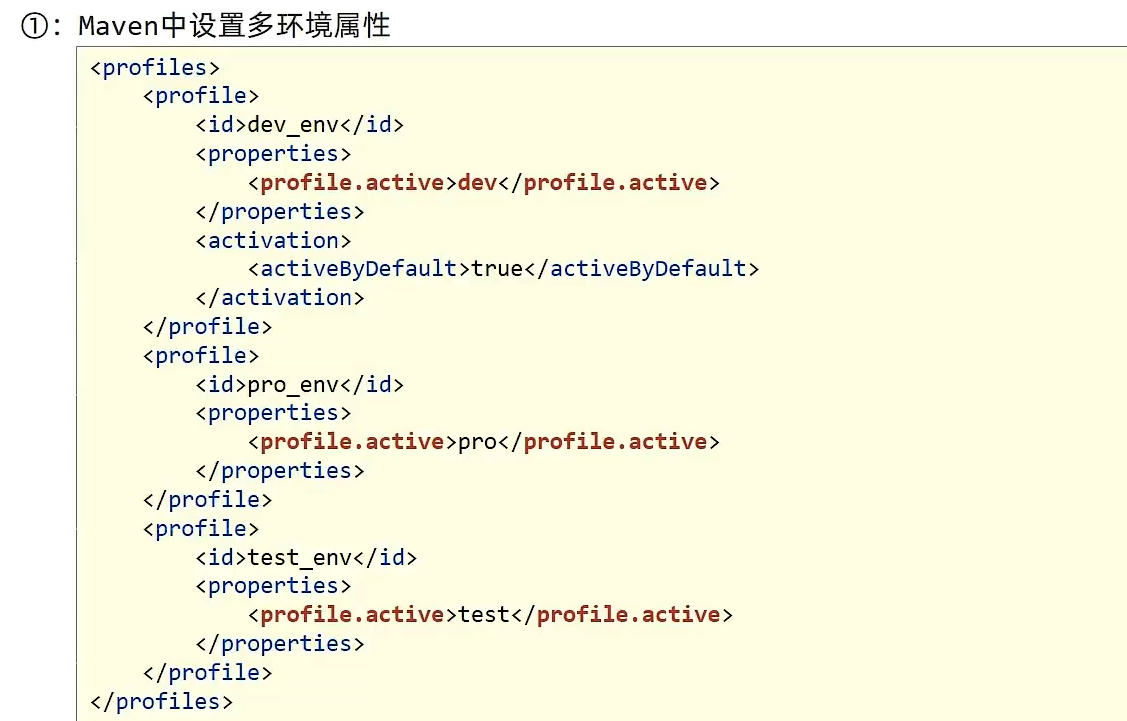 ①: Maven中设置多环境属性
<profiles>
    <profile>
        <id>dev_env</id>
        <properties>
            <profile.active>dev</profile.active>
        </properties>
        <activation>
            <activeByDefault>true</activeByDefault>
        </activation>
    </profile>
    <profile>
        <id>pro_env</id>
        <properties>
            <profile.active>pro</profile.active>
        </properties>
    </profile>
    <profile>
        <id>test_env</id>
        <properties>
            <profile.active>test</profile.active>
        </properties>
    </profile>
</profiles>